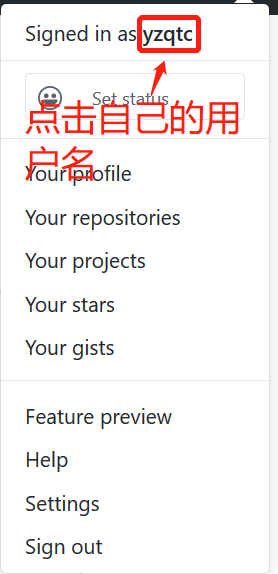 Signed in as yzqtc
Set status
点击自己的用
户名
Your profile
Your repositories
Your projects
Your stars
Your gists
Feature preview
Help
Settings
Sign out